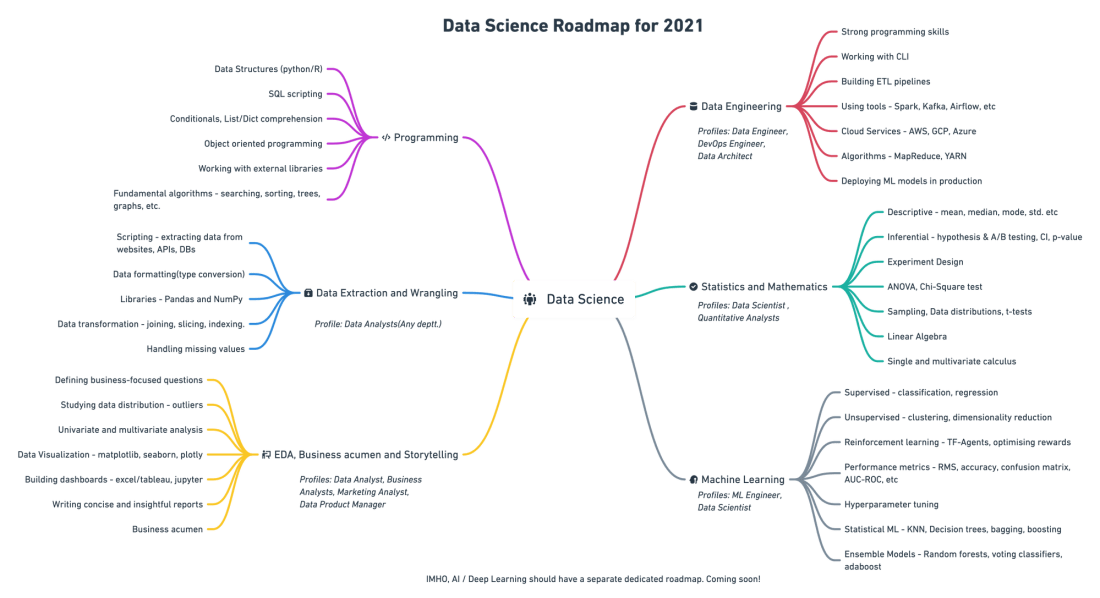 Data Science Roadmap for 2021
Data Science
Programming
Data Structures (python/R)
SQL scripting
Conditionals, List/Dict comprehension
Object oriented programming
Working with external libraries
Fundamental algorithms - searching, sorting, trees,
graphs, etc.
Data Extraction and Wrangling
Profile: Data Analysts(Any deptt.)
Scripting - extracting data from
websites, APIs, DBs
Data formatting(type conversion)
Libraries - Pandas and NumPy
Data transformation - joining, slicing, indexing.
Handling missing values
EDA, Business acumen and Storytelling
Profiles: Data Analyst, Business
Analysts, Marketing Analyst,
Data Product Manager
Defining business-focused questions
Studying data distribution - outliers
Univariate and multivariate analysis
Data Visualization - matplotlib, seaborn, plotly
Building dashboards - excel/tableau, jupyter
Writing concise and insightful reports
Business acumen
Data Engineering
Profiles: Data Engineer,
DevOps Engineer,
Data Architect
Strong programming skills
Working with CLI
Building ETL pipelines
Using tools - Spark, Kafka, Airflow, etc
Cloud Services - AWS, GCP, Azure
Algorithms - MapReduce, YARN
Deploying ML models in production
Statistics and Mathematics
Profiles: Data Scientist ,
Quantitative Analysts
Descriptive - mean, median, mode, std. etc
Inferential - hypothesis & A/B testing, CI, p-value
Experiment Design
ANOVA, Chi-Square test
Sampling, Data distributions, t-tests
Linear Algebra
Single and multivariate calculus
Machine Learning
Profiles: ML Engineer,
Data Scientist
Supervised - classification, regression
Unsupervised - clustering, dimensionality reduction
Reinforcement learning - TF-Agents, optimising rewards
Performance metrics - RMS, accuracy, confusion matrix,
AUC-ROC, etc
Hyperparameter tuning
Statistical ML - KNN, Decision trees, bagging, boosting
Ensemble Models - Random forests, voting classifiers,
adaboost
IMHO, AI / Deep Learning should have a separate dedicated roadmap. Coming soon!